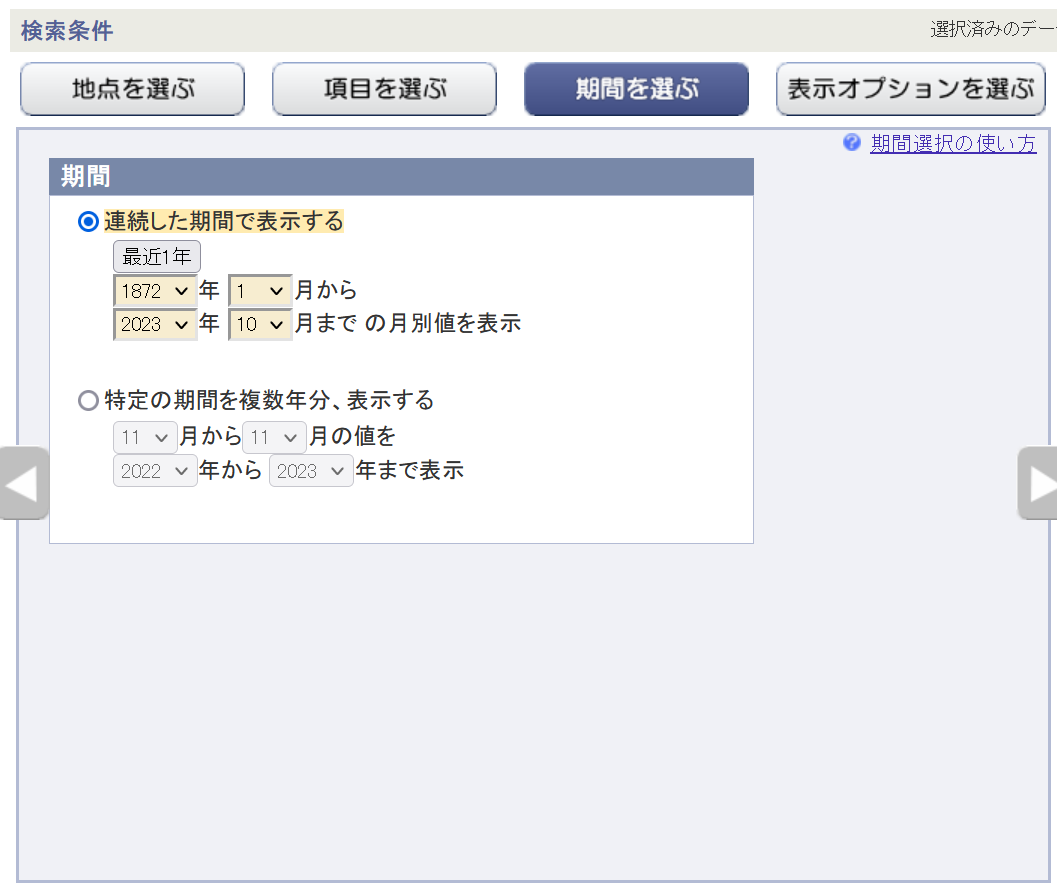 検索条件
選択済みのデー
地点を選ぶ 項目を選ぶ 期間を選ぶ 表示オプションを選ぶ
期間選択の使い方
期間
連続した期間で表示する
最近1年
1872 年 1 月から
2023 年 10 月まで の月別値を表示
特定の期間を複数年分、表示する
11 月から 11 月の値を
2022 年から 2023 年まで表示